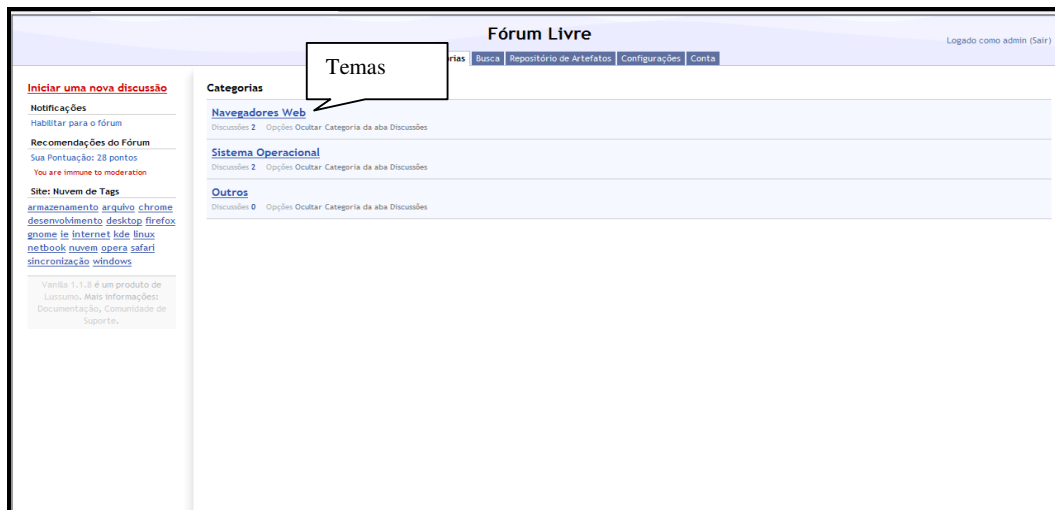 Fórum Livre
Logado como admin (Sair)
Temas
rias Busca Repositório de Artefatos Configurações Conta
Iniciar uma nova discussão
Notificações
Habilitar para o fórum
Recomendações do Fórum
Sua Pontuação: 28 pontos
You are immune to moderation
Site: Nuvem de Tags
armazenamento arquivo chrome
desenvolvimento desktop firefox
gnome ie internet kde linux
netbook nuvem opera safari
sincronização windows
Vanilla 1.1.8 é um produto de
Lussumo. Mais informações:
Documentação, Comunidade de
Suporte.
Categorias
Navegadores Web
Discussões 2 Opções Ocultar Categoria da aba Discussões
Sistema Operacional
Discussões 2 Opções Ocultar Categoria da aba Discussões
Outros
Discussões 0 Opções Ocultar Categoria da aba Discussões